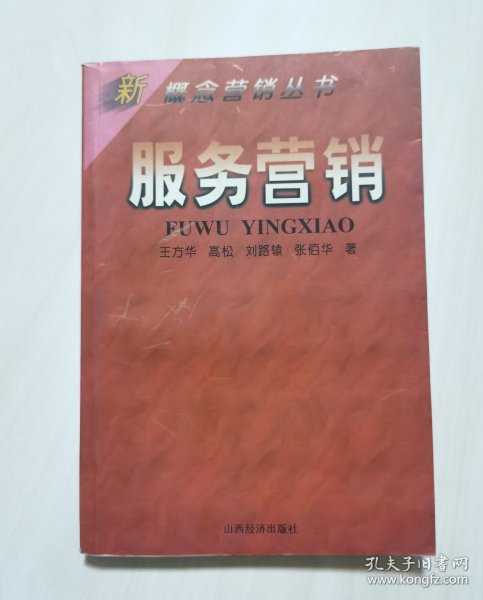 新概念营销丛书
服务营销
FUWU YINGXIAO
王方华 高松 刘路辕 张佰华 著
山西经济出版社
孔夫子旧书网
www.kongfz.com